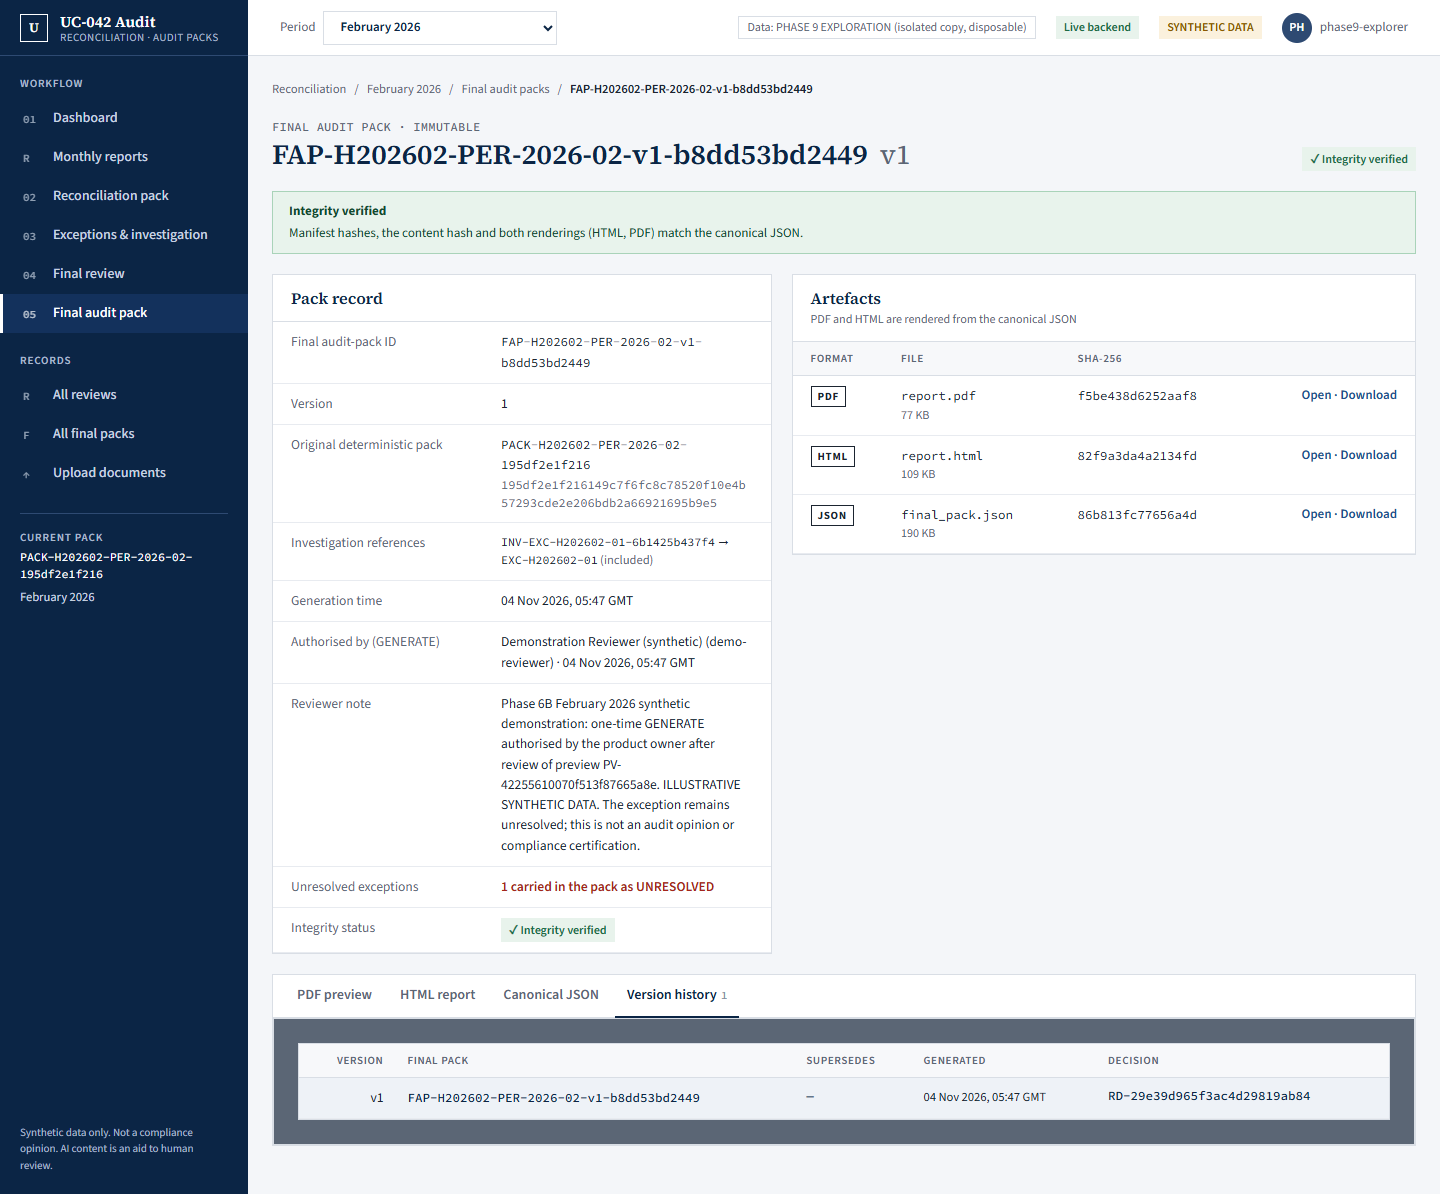 U
UC-042 Audit
RECONCILIATION · AUDIT PACKS
WORKFLOW
01 Dashboard
R Monthly reports
02 Reconciliation pack
03 Exceptions & investigation
04 Final review
05 Final audit pack
RECORDS
R All reviews
F All final packs
↑ Upload documents
CURRENT PACK
PACK-H202602-PER-2026-02-
195df2e1f216
February 2026
Synthetic data only. Not a compliance
opinion. AI content is an aid to human
review.
Period February 2026 Data: PHASE 9 EXPLORATION (isolated copy, disposable) Live backend SYNTHETIC DATA PH phase9-explorer
Reconciliation / February 2026 / Final audit packs / FAP-H202602-PER-2026-02-v1-b8dd53bd2449
FINAL AUDIT PACK · IMMUTABLE
FAP-H202602-PER-2026-02-v1-b8dd53bd2449 v1
✓ Integrity verified
Integrity verified
Manifest hashes, the content hash and both renderings (HTML, PDF) match the canonical JSON.
Pack record
Final audit-pack ID FAP-H202602-PER-2026-02-v1-
b8dd53bd2449
Version 1
Original deterministic pack PACK-H202602-PER-2026-02-
195df2e1f216
195df2e1f216149c7f6fc8c78520f10e4b
57293cde2e206bdb2a66921695b9e5
Investigation references INV-EXC-H202602-01-6b1425b437f4 →
EXC-H202602-01 (included)
Generation time 04 Nov 2026, 05:47 GMT
Authorised by (GENERATE) Demonstration Reviewer (synthetic) (demo-
reviewer) · 04 Nov 2026, 05:47 GMT
Reviewer note Phase 6B February 2026 synthetic
demonstration: one-time GENERATE
authorised by the product owner after
review of preview PV-
42255610070f513f87665a8e. ILLUSTRATIVE
SYNTHETIC DATA. The exception remains
unresolved; this is not an audit opinion or
compliance certification.
Unresolved exceptions 1 carried in the pack as UNRESOLVED
Integrity status ✓ Integrity verified
Artefacts
PDF and HTML are rendered from the canonical JSON
FORMAT FILE SHA-256
PDF report.pdf f5be438d6252aaf8 Open · Download
77 KB
HTML report.html 82f9a3da4a2134fd Open · Download
109 KB
JSON final_pack.json 86b813fc77656a4d Open · Download
190 KB
PDF preview HTML report Canonical JSON Version history 1
VERSION FINAL PACK SUPERSEDES GENERATED DECISION
v1 FAP-H202602-PER-2026-02-v1-b8dd53bd2449 — 04 Nov 2026, 05:47 GMT RD-29e39d965f3ac4d29819ab84